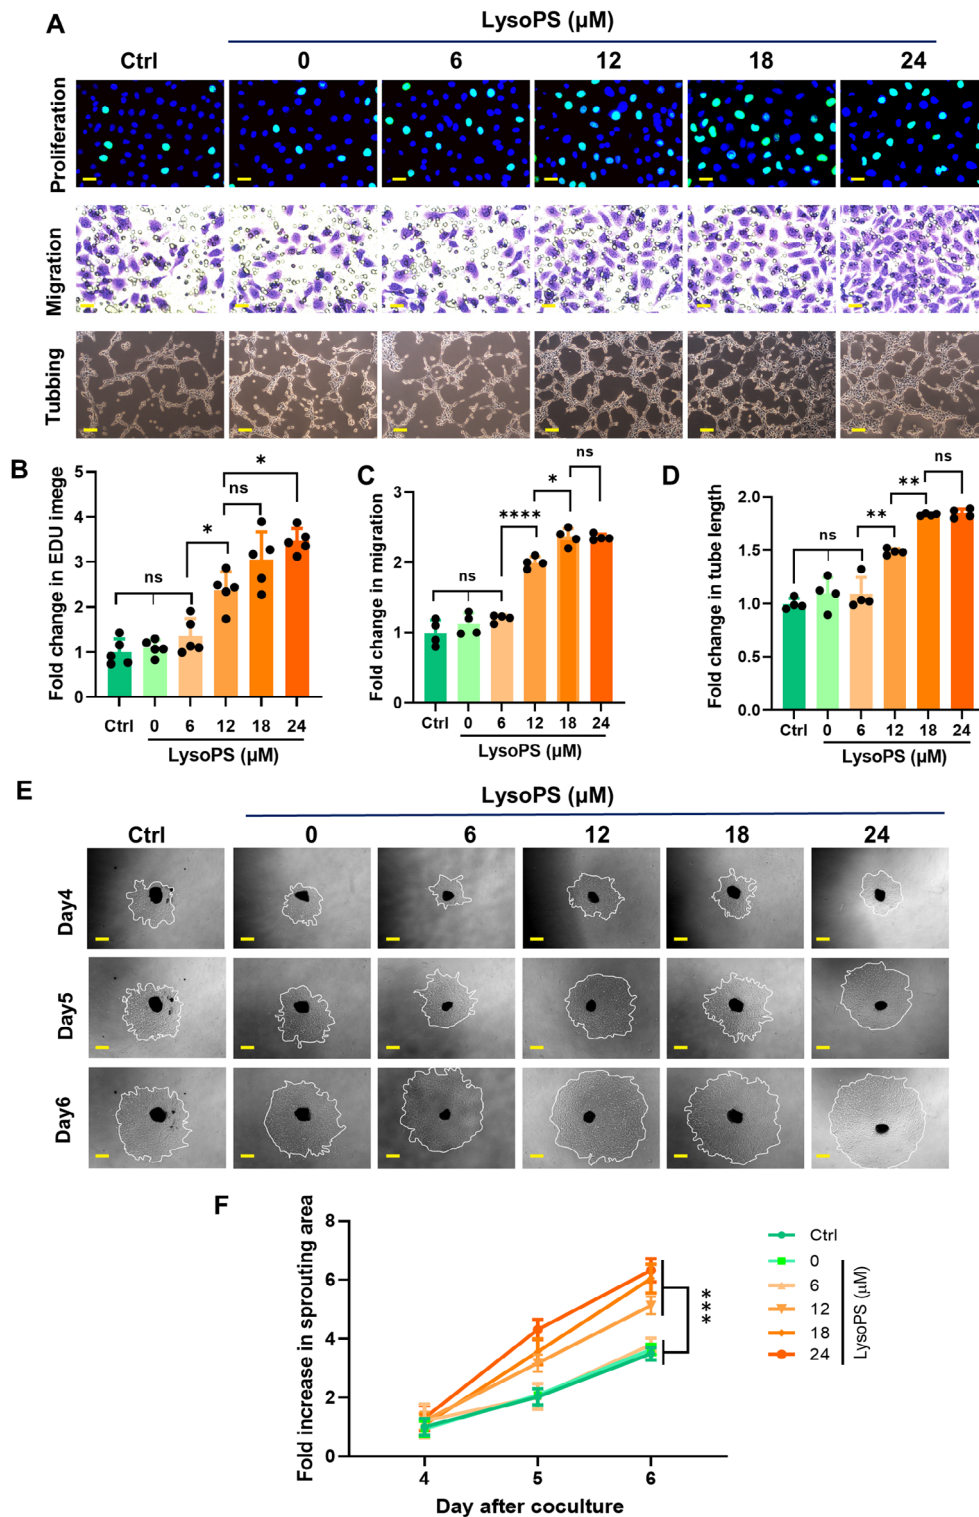 A
LysoPS (µM)
Ctrl 0 6 12 18 24
Proliferation
Migration
Tubing
B
Fold change in EDU imege
5
4
3
2
1
0
ns
*
ns
*
Ctrl 0 6 12 18 24
LysoPS (µM)
C
Fold change in migration
3
2
1
0
ns
****
*
ns
Ctrl 0 6 12 18 24
LysoPS (µM)
D
Fold change in tube length
2.0
1.5
1.0
0.0
ns
**
**
ns
Ctrl 0 6 12 18 24
LysoPS (µM)
E
LysoPS (µM)
Ctrl 0 6 12 18 24
Day4
Day5
Day6
F
Fold increase in sprouting area
8
6
4
2
0
4 5 6
Day after coculture
***
Ctrl
0
6
12
18
24
LysoPS (µM)